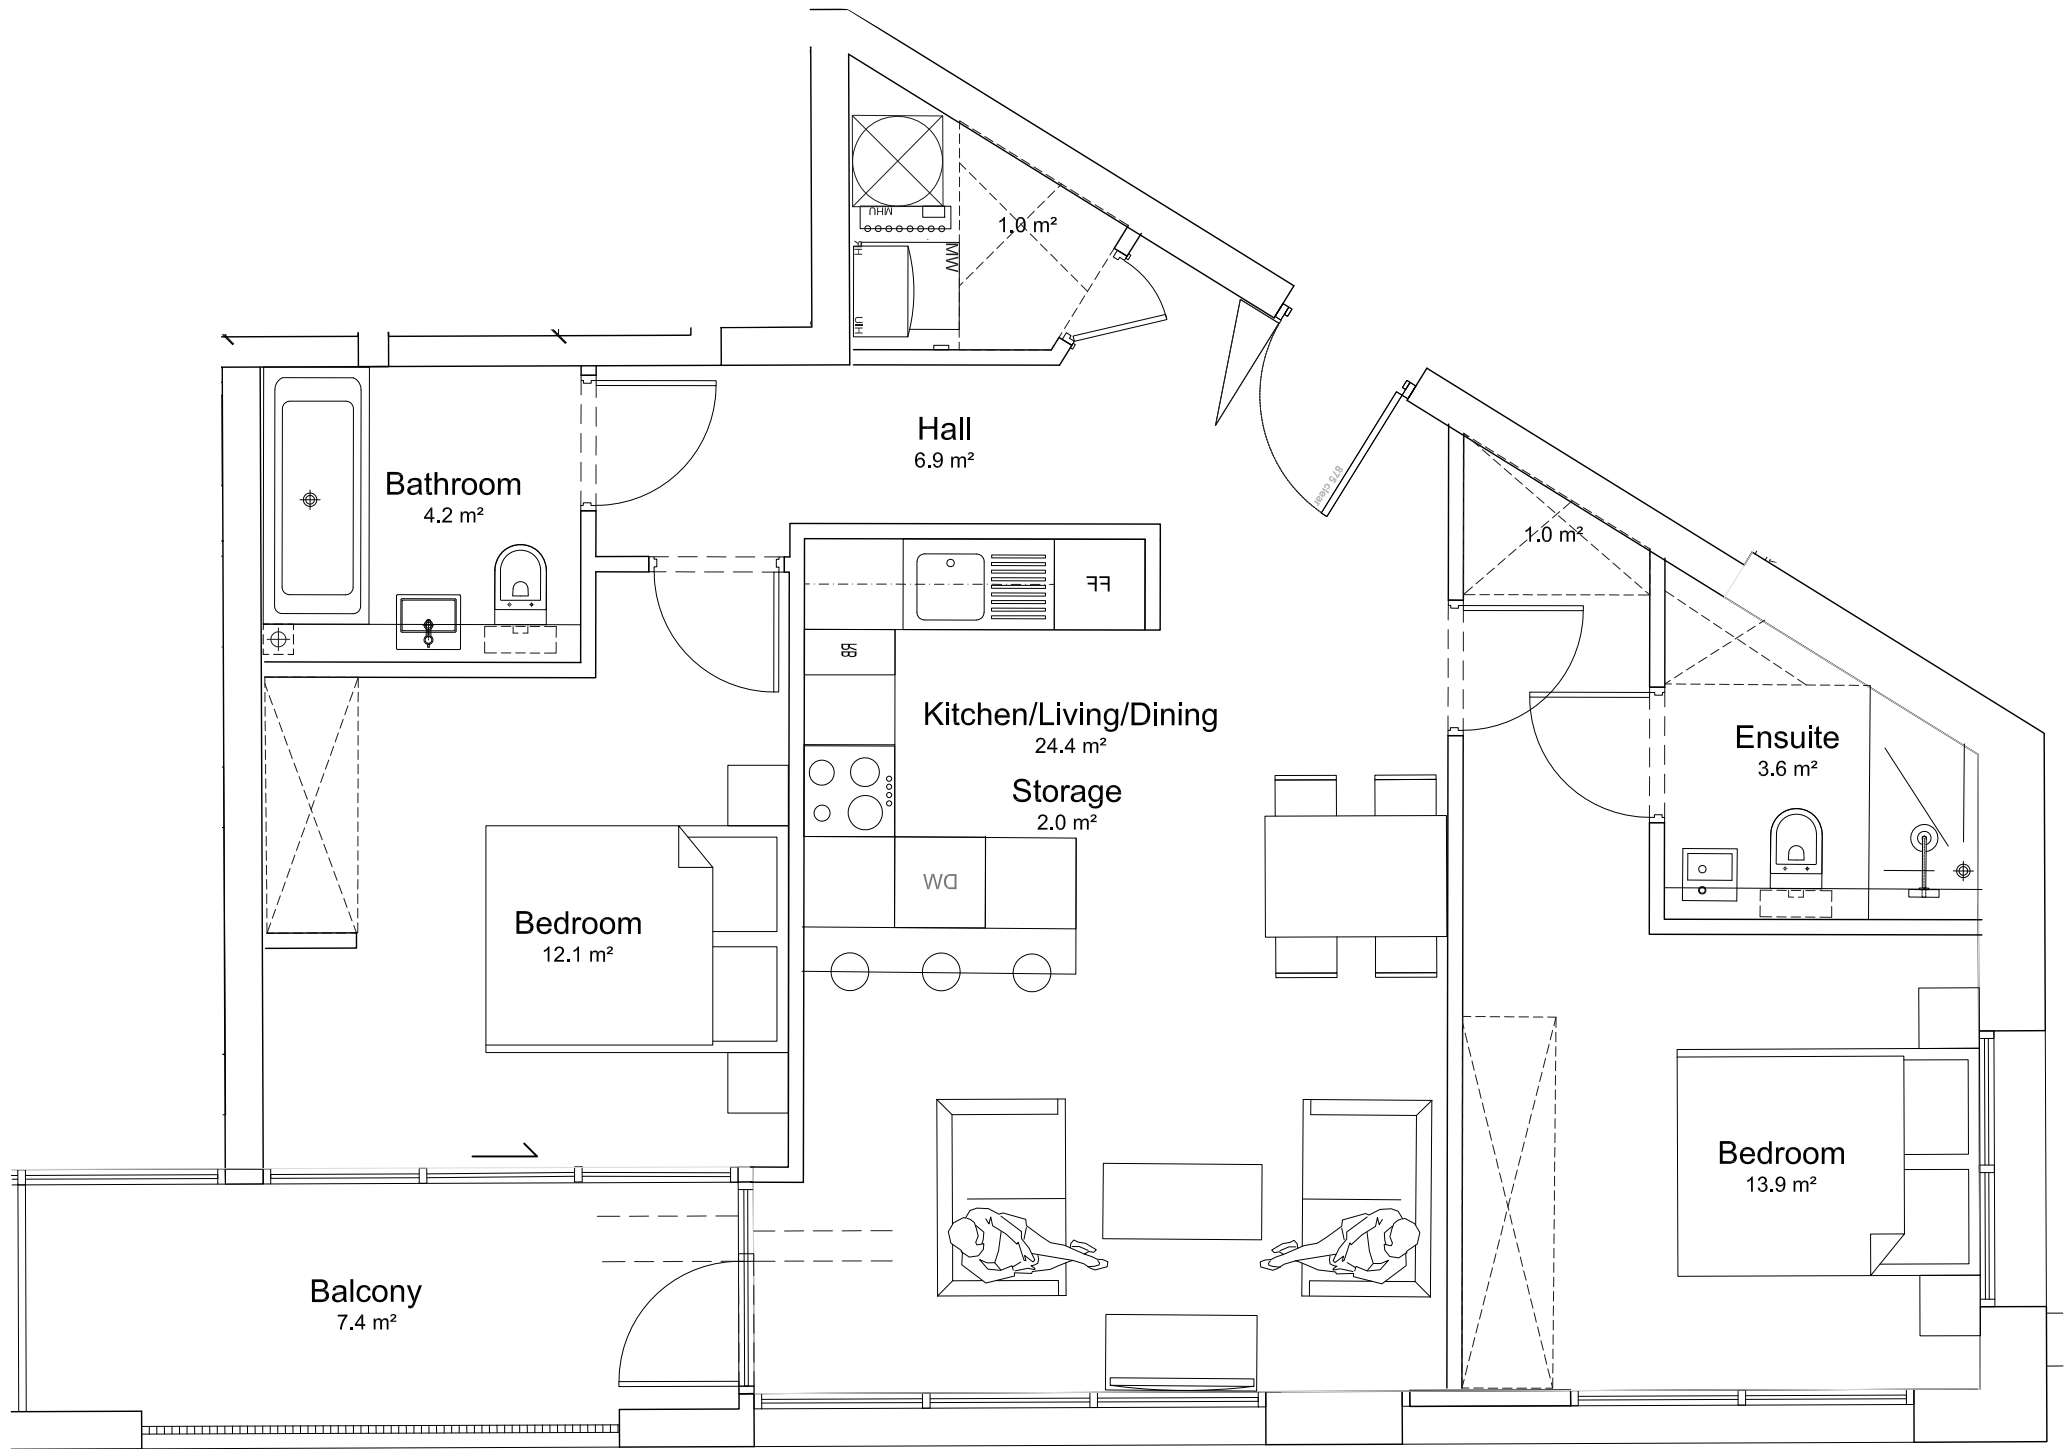 MHU
MW
1.0 m²
Hall
6.9 m²
875 clear
Bathroom
4.2 m²
1.0 m²
FF
Kitchen/Living/Dining
24.4 m²
Storage
2.0 m²
Ensuite
3.6 m²
DW
Bedroom
12.1 m²
Bedroom
13.9 m²
Balcony
7.4 m²